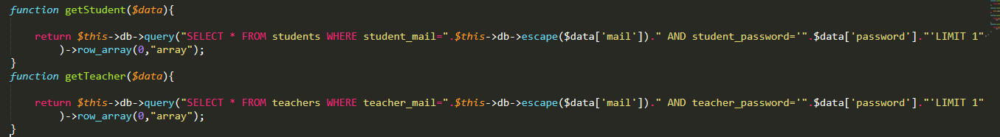 function getStudent($data){
return $this->db->query("SELECT * FROM students WHERE student_mail=".$this->db->escape($data['mail'])." AND student_password='".$data['password']."'LIMIT 1"
)->row_array(0,"array");
}
function getTeacher($data){
return $this->db->query("SELECT * FROM teachers WHERE teacher_mail=".$this->db->escape($data['mail'])." AND teacher_password='".$data['password']."'LIMIT 1"
)->row_array(0,"array");
}